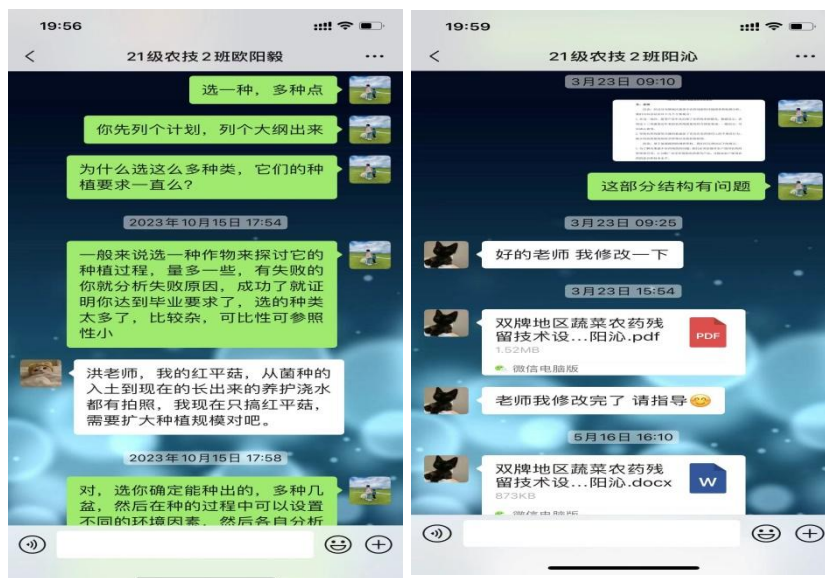 19:56
21级农技2班欧阳毅
选一种，多种点
你先列个计划，列个大纲出来
为什么选这么多种类，它们的种
植要求一直么？
2023年10月15日 17:54
一般来说选一种作物来探讨它的
种植过程，量多一些，有失败的
你就分析失败原因，成功了就证
明你达到毕业要求了，选的种类
太多了，比较杂，可比性可参照
性小
洪老师，我的红平菇，从菌种的
入土到现在的长出来的养护浇水
都有拍照，我现在只搞红平菇，
需要扩大种植规模对吧。
2023年10月15日 17:58
对，选你确定能种出的，多种几
盆，然后在种的过程中可以设置
不同的环境因素，然后各自分析
19:59
21级农技2班阳沁
3月23日 09:10
这部分结构有问题
3月23日 09:25
好的老师 我修改一下
3月23日 15:54
双牌地区蔬菜农药残
留技术设...阳沁.pdf
1.52MB
PDF
微信电脑版
老师我修改完了 请指导
5月16日 16:10
双牌地区蔬菜农药残
留技术设...阳沁.docx
873KB
W
微信电脑版